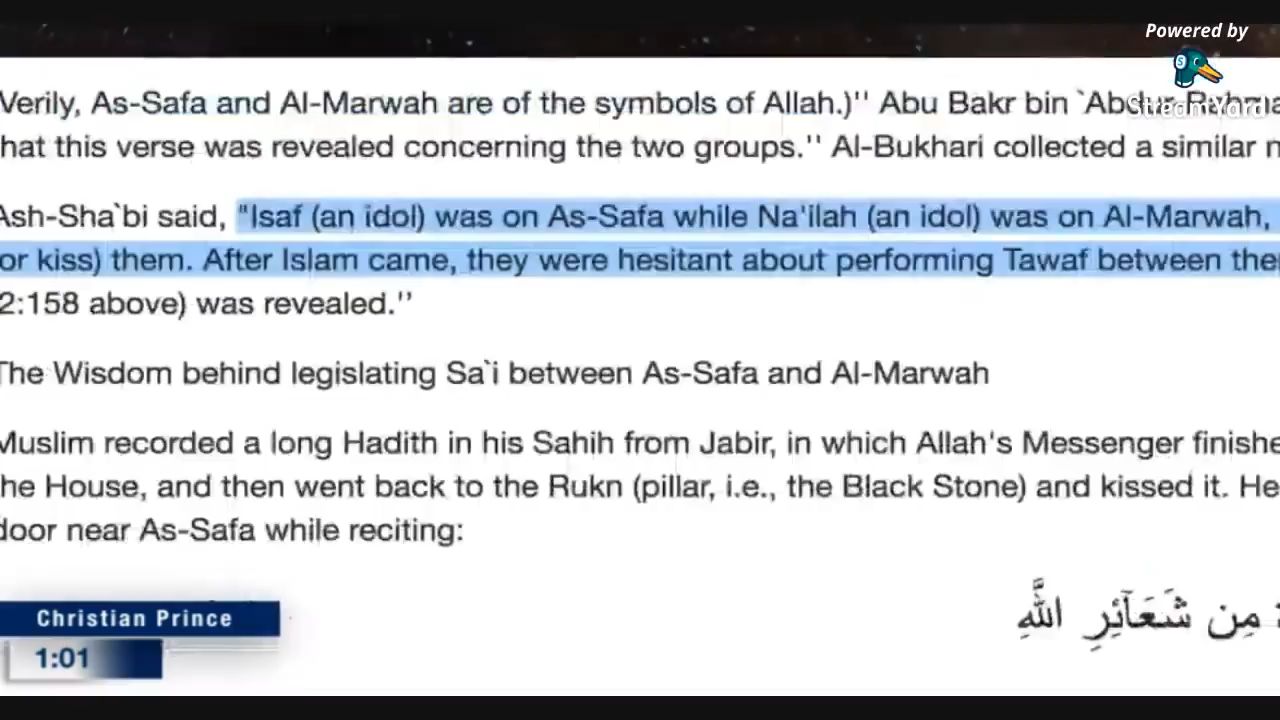 Powered by
StreamYard
Verily, As-Safa and Al-Marwah are of the symbols of Allah.)'' Abu Bakr bin `Abdur-Rahma
hat this verse was revealed concerning the two groups.'' Al-Bukhari collected a similar n
Ash-Sha`bi said, "Isaf (an idol) was on As-Safa while Na'ilah (an idol) was on Al-Marwah,
or kiss) them. After Islam came, they were hesitant about performing Tawaf between the
2:158 above) was revealed.''
The Wisdom behind legislating Sa`i between As-Safa and Al-Marwah
Muslim recorded a long Hadith in his Sahih from Jabir, in which Allah's Messenger finishe
he House, and then went back to the Rukn (pillar, i.e., the Black Stone) and kissed it. He
door near As-Safa while reciting:
مِن شَعَآئِرِ اللَّهِ
Christian Prince
1:01